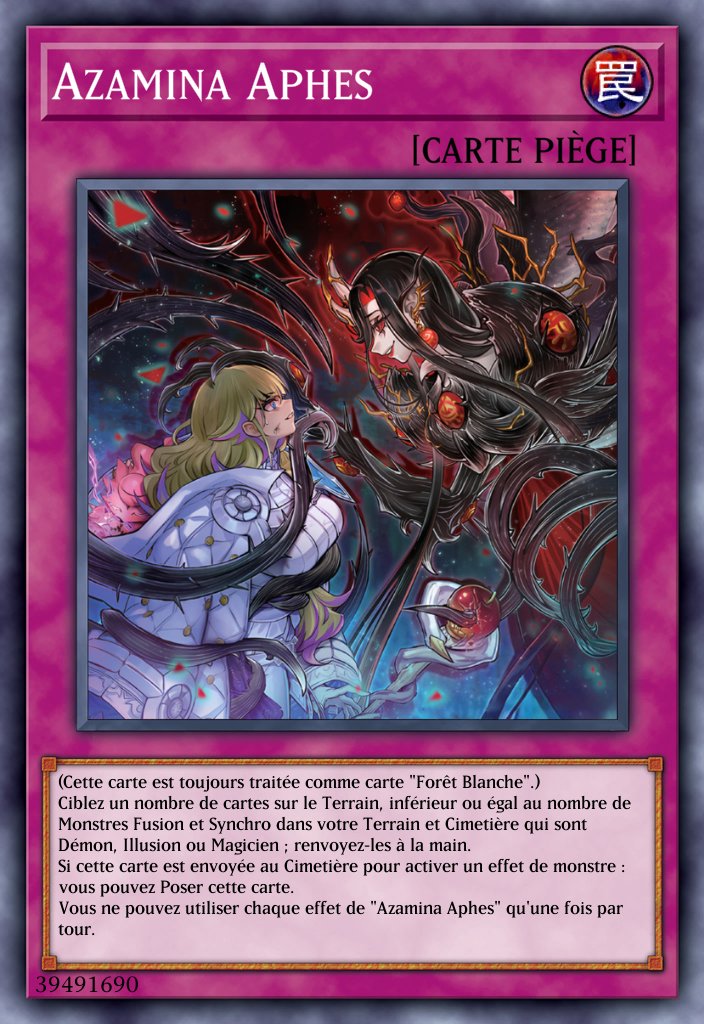 Azamina Aphes 罠
[CARTE PIÈGE]
(Cette carte est toujours traitée comme carte "Forêt Blanche".)
Ciblez un nombre de cartes sur le Terrain, inférieur ou égal au nombre de
Monstres Fusion et Synchro dans votre Terrain et Cimetière qui sont
Démon, Illusion ou Magicien ; renvoyez-les à la main.
Si cette carte est envoyée au Cimetière pour activer un effet de monstre :
vous pouvez Poser cette carte.
Vous ne pouvez utiliser chaque effet de "Azamina Aphes" qu'une fois par
tour.
39491690